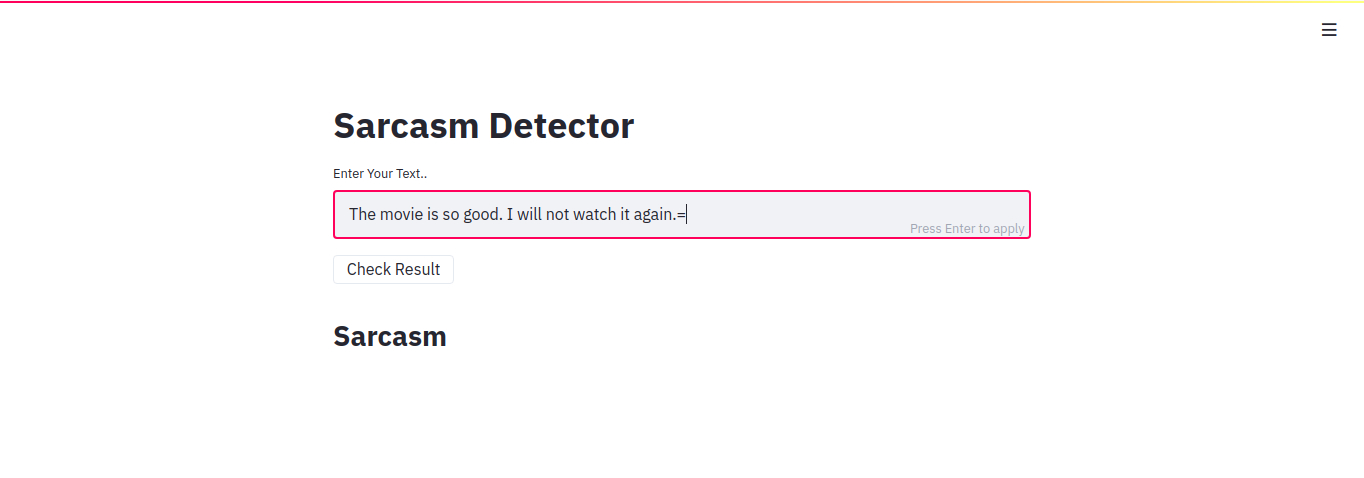 Sarcasm Detector
Enter Your Text..
The movie is so good. I will not watch it again.=
Press Enter to apply
Check Result
Sarcasm